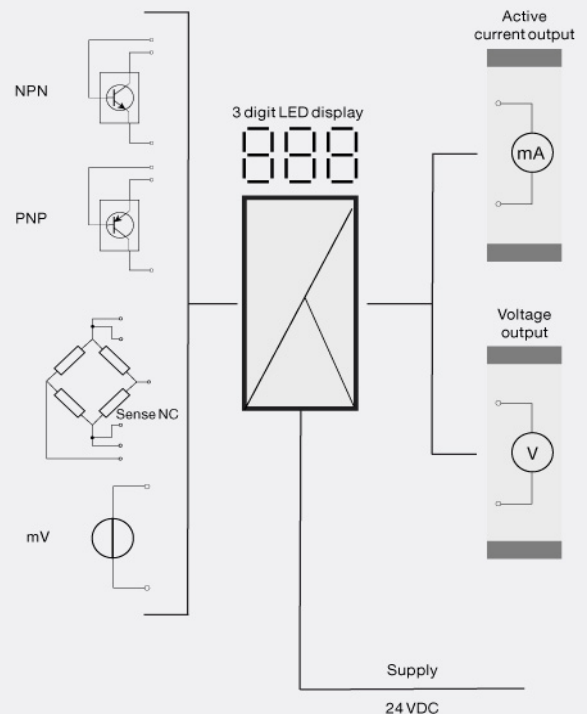 Active
current output
NPN
3 digit LED display
mA
PNP
Voltage
output
Sense NC
V
mV
Supply
24 VDC